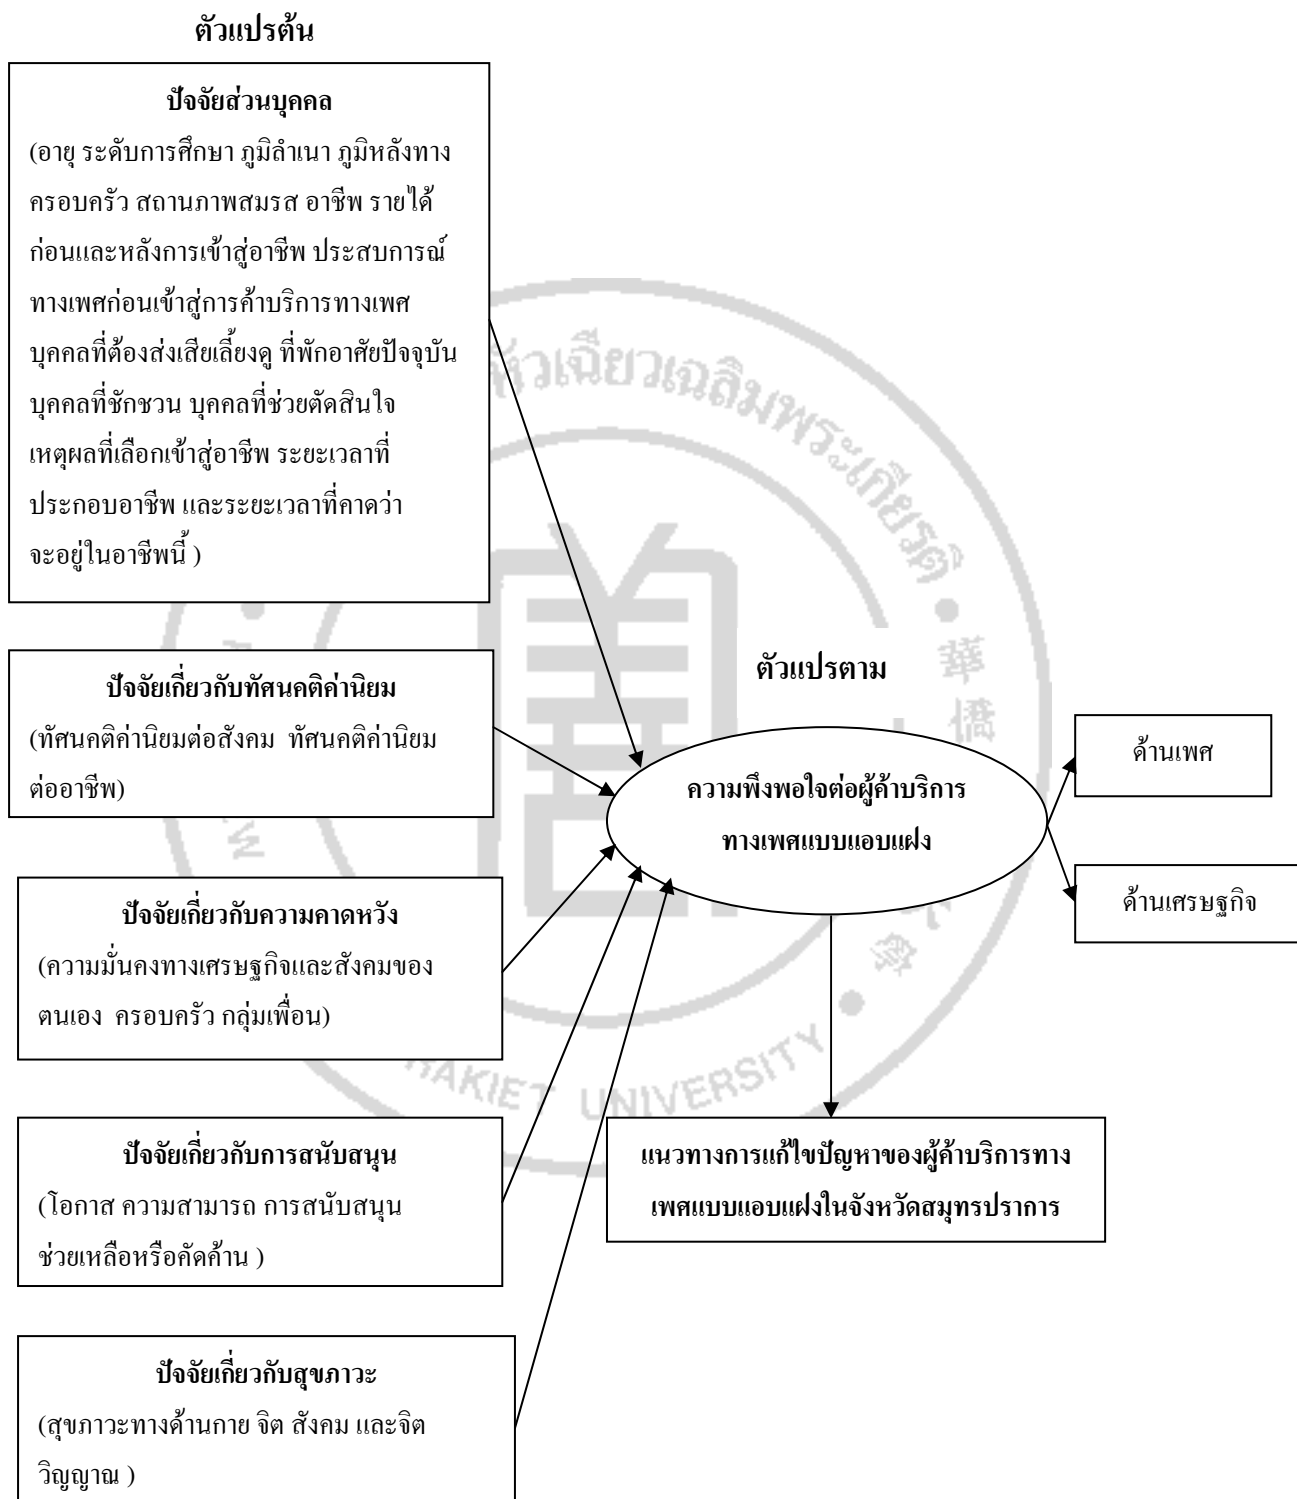 ตัวแปรต้น
ปัจจัยส่วนบุคคล
(อายุ ระดับการศึกษา ภูมิลำเนา ภูมิหลังทาง
ครอบครัว สถานภาพสมรส อาชีพ รายได้
ก่อนและหลังการเข้าสู่อาชีพ ประสบการณ์
ทางเพศก่อนเข้าสู่การค้าบริการทางเพศ
บุคคลที่ต้องส่งเสียเลี้ยงดู ที่พักอาศัยปัจจุบัน
บุคคลที่ชักชวน บุคคลที่ช่วยตัดสินใจ
เหตุผลที่เลือกเข้าสู่อาชีพ ระยะเวลาที่
ประกอบอาชีพ และระยะเวลาที่คาดว่า
จะอยู่ในอาชีพนี้ )
ปัจจัยเกี่ยวกับทัศนคติค่านิยม
(ทัศนคติค่านิยมต่อสังคม ทัศนคติค่านิยม
ต่ออาชีพ)
ปัจจัยเกี่ยวกับความคาดหวัง
(ความมั่นคงทางเศรษฐกิจและสังคมของ
ตนเอง ครอบครัว กลุ่มเพื่อน)
ปัจจัยเกี่ยวกับการสนับสนุน
(โอกาส ความสามารถ การสนับสนุน
ช่วยเหลือหรือคัดค้าน )
ปัจจัยเกี่ยวกับสุขภาวะ
(สุขภาวะทางด้านกาย จิต สังคม และจิต
วิญญาณ )
ตัวแปรตาม
ความพึงพอใจต่อผู้ค้าบริการ
ทางเพศแบบแอบแฝง
ด้านเพศ
ด้านเศรษฐกิจ
แนวทางการแก้ไขปัญหาของผู้ค้าบริการทาง
เพศแบบแอบแฝงในจังหวัดสมุทรปราการ
หัวเฉียวเฉลิมพระเกียรติ
華僑
RAKIET UNIVERSITY